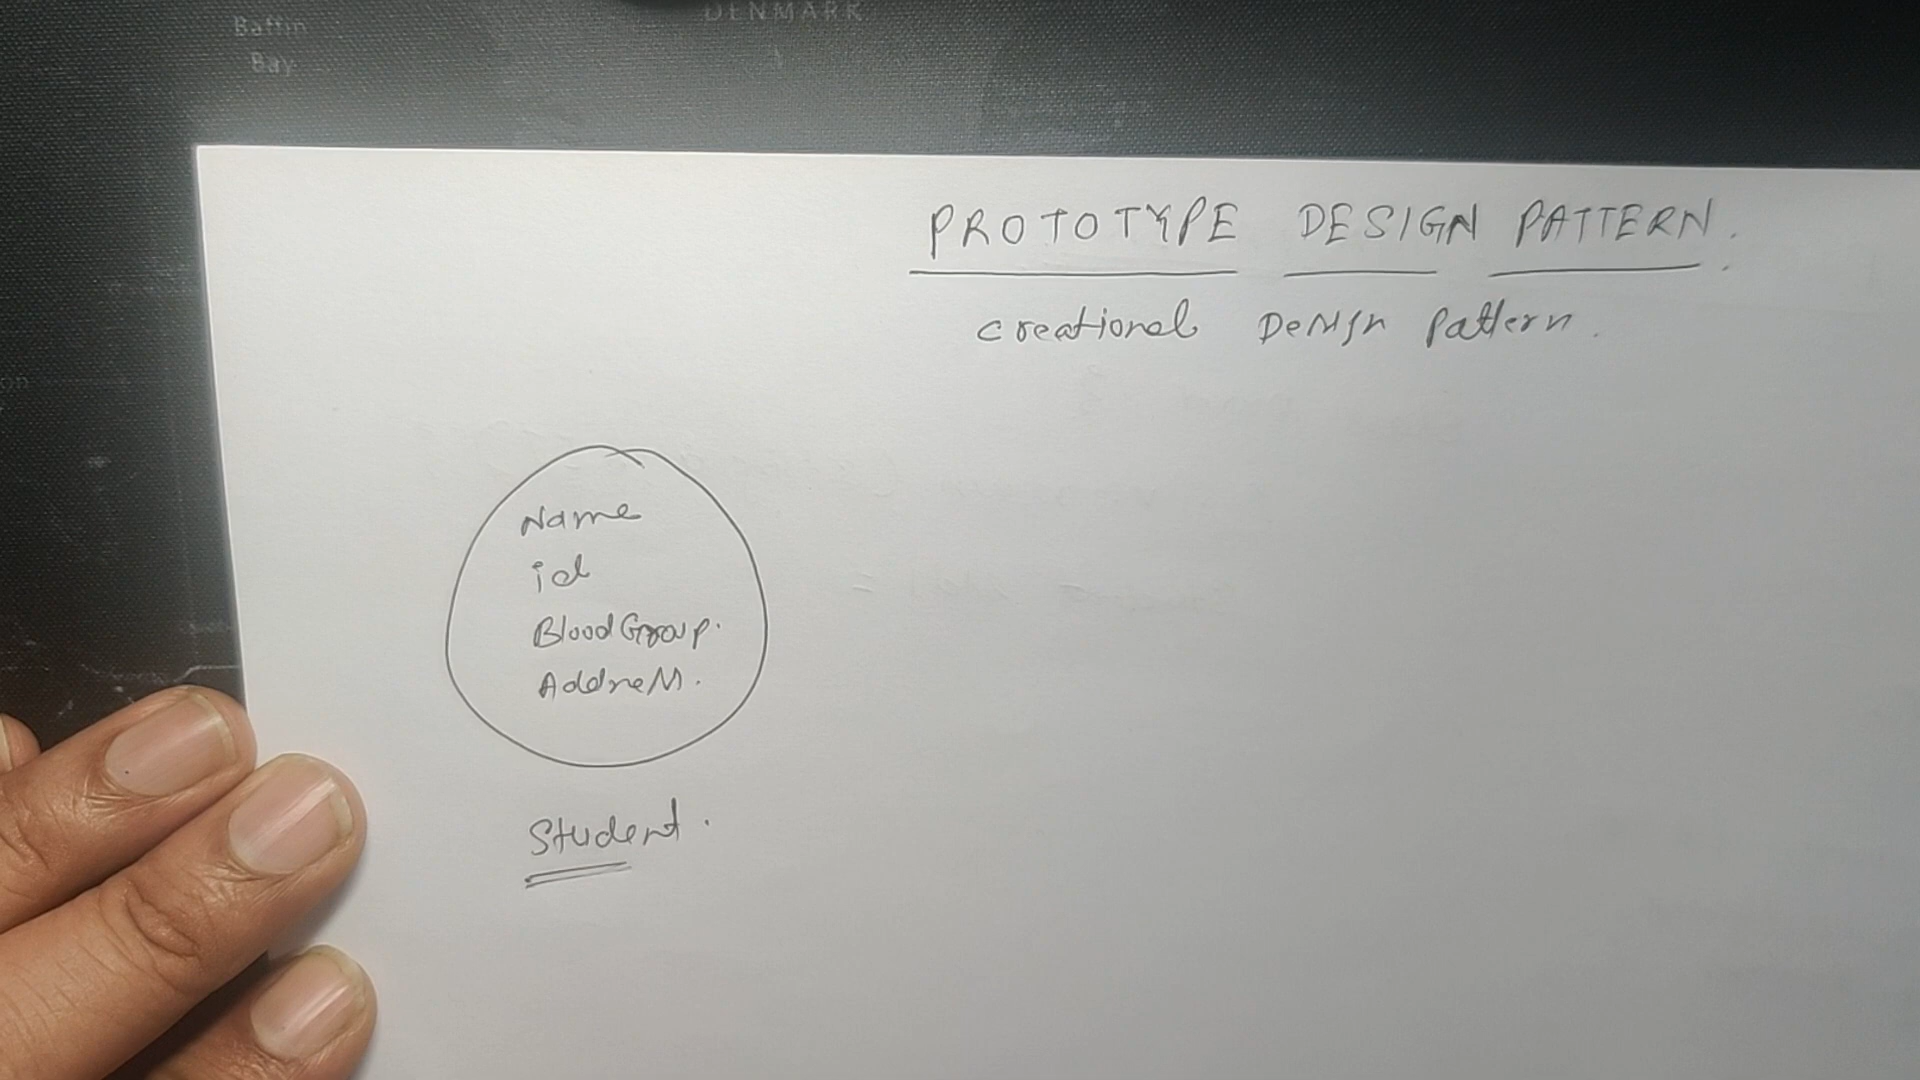 Baffin
Bay
DENMARK
PROTOTYPE DESIGN PATTERN.
creational Design Pattern.
Name
id
BloodGroup.
Address.
Student.